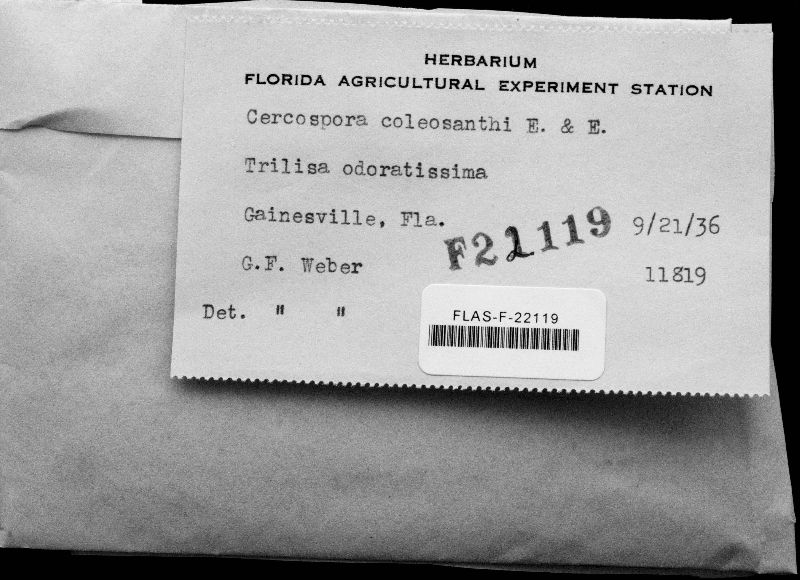 HERBARIUM
FLORIDA AGRICULTURAL EXPERIMENT STATION
Cercospora coleosanthi E. & E.
Trilisa odoratissima
Gainesville, Fla.
F22119 9/21/36
G.F. Weber
11819
Det. " "
FLAS-F-22119